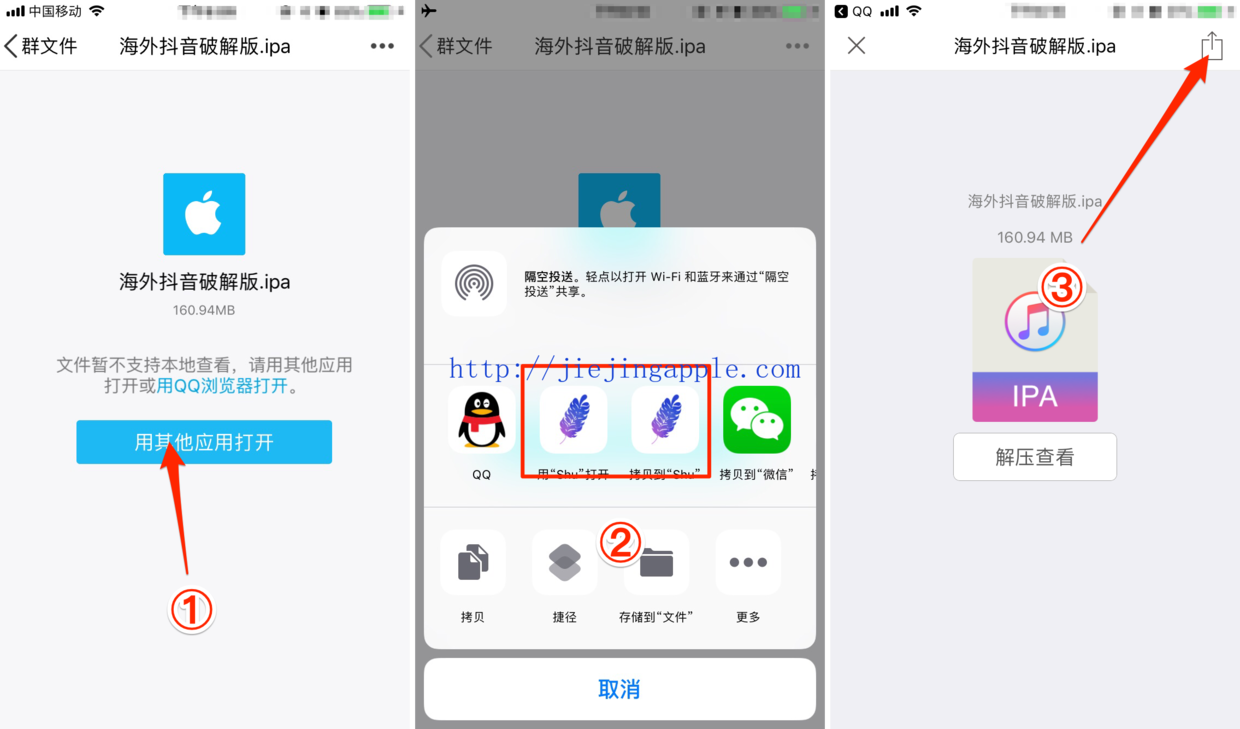 中国移动
群文件
海外抖音破解版.ipa
海外抖音破解版.ipa
160.94MB
文件暂不支持本地查看，请用其他应用
打开或用QQ浏览器打开。
用其他应用打开
①
群文件
海外抖音破解版.ipa
隔空投送。轻点以打开 Wi-Fi 和蓝牙来通过“隔空
投送”共享。
http://jiejingapple.com
QQ
用“Shu”打开
拷贝到“Shu”
拷贝到“微信”
②
拷贝
捷径
存储到“文件”
更多
取消
QQ
海外抖音破解版.ipa
海外抖音破解版.ipa
160.94 MB
③
IPA
解压查看